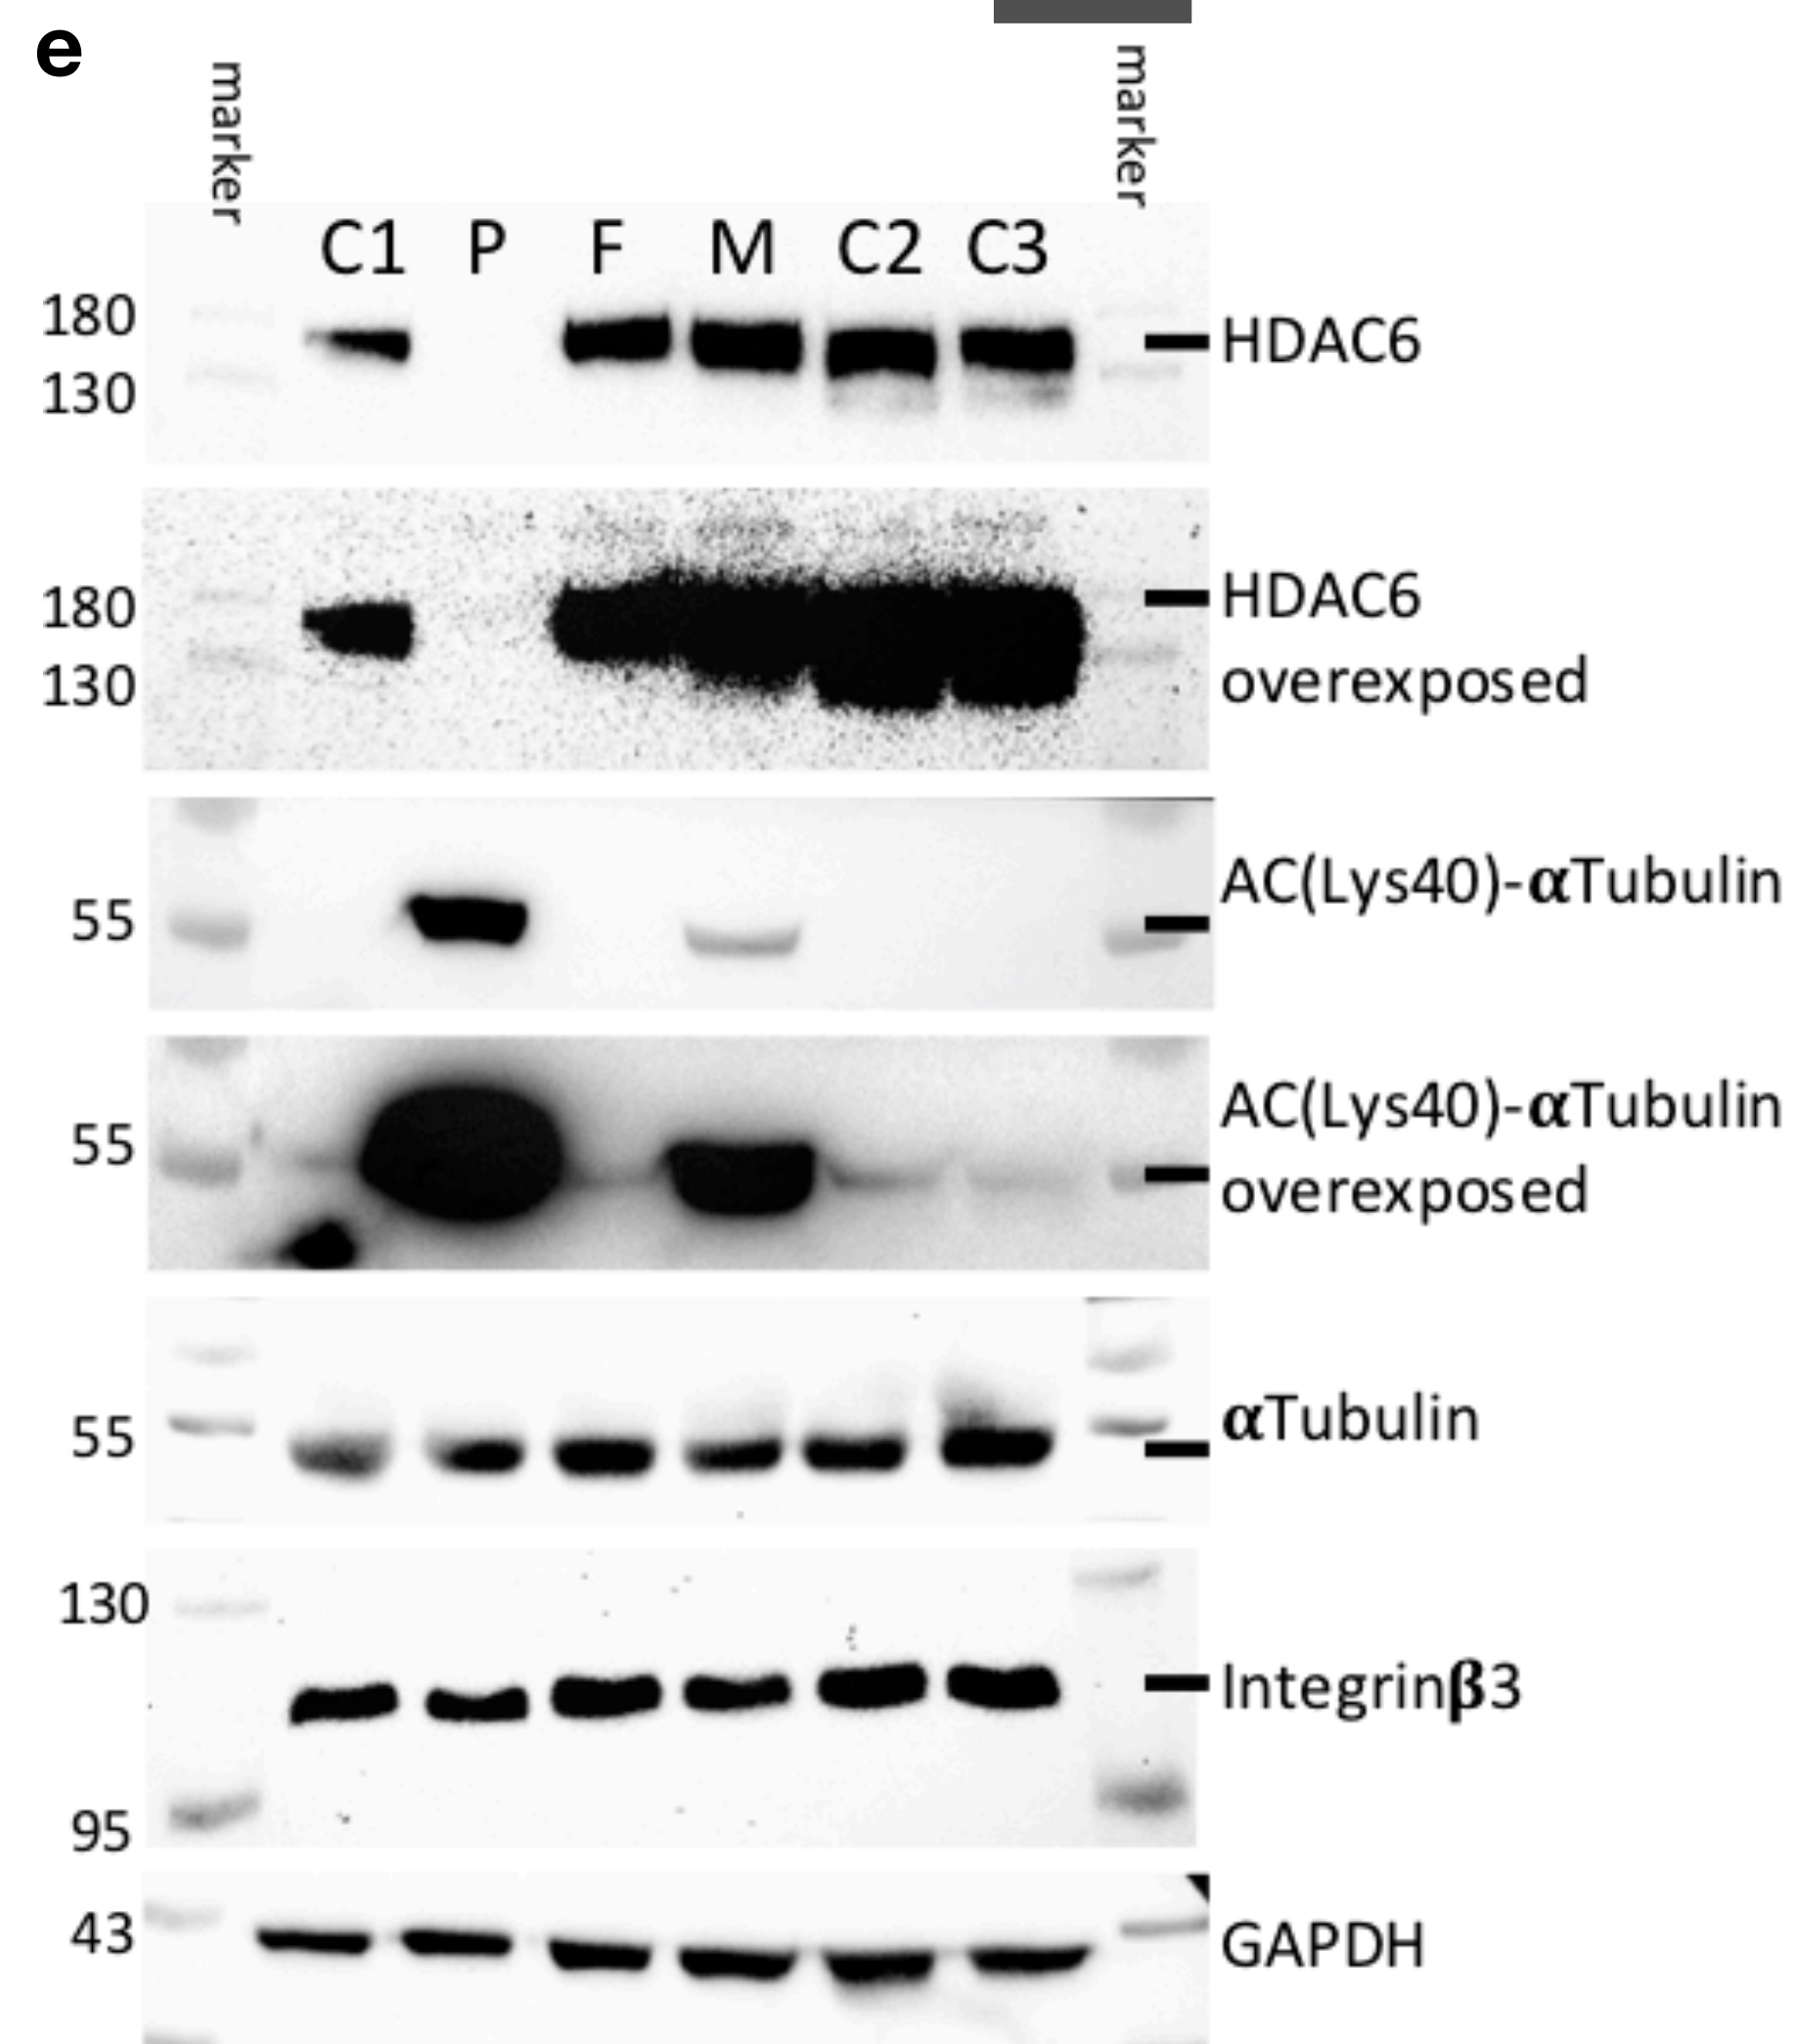 e
marker
marker
C1 P F M C2 C3
180
130
HDAC6
180
130
HDAC6
overexposed
55
AC(Lys40)-αTubulin
55
AC(Lys40)-αTubulin
overexposed
55
αTubulin
130
95
Integrinβ3
43
GAPDH